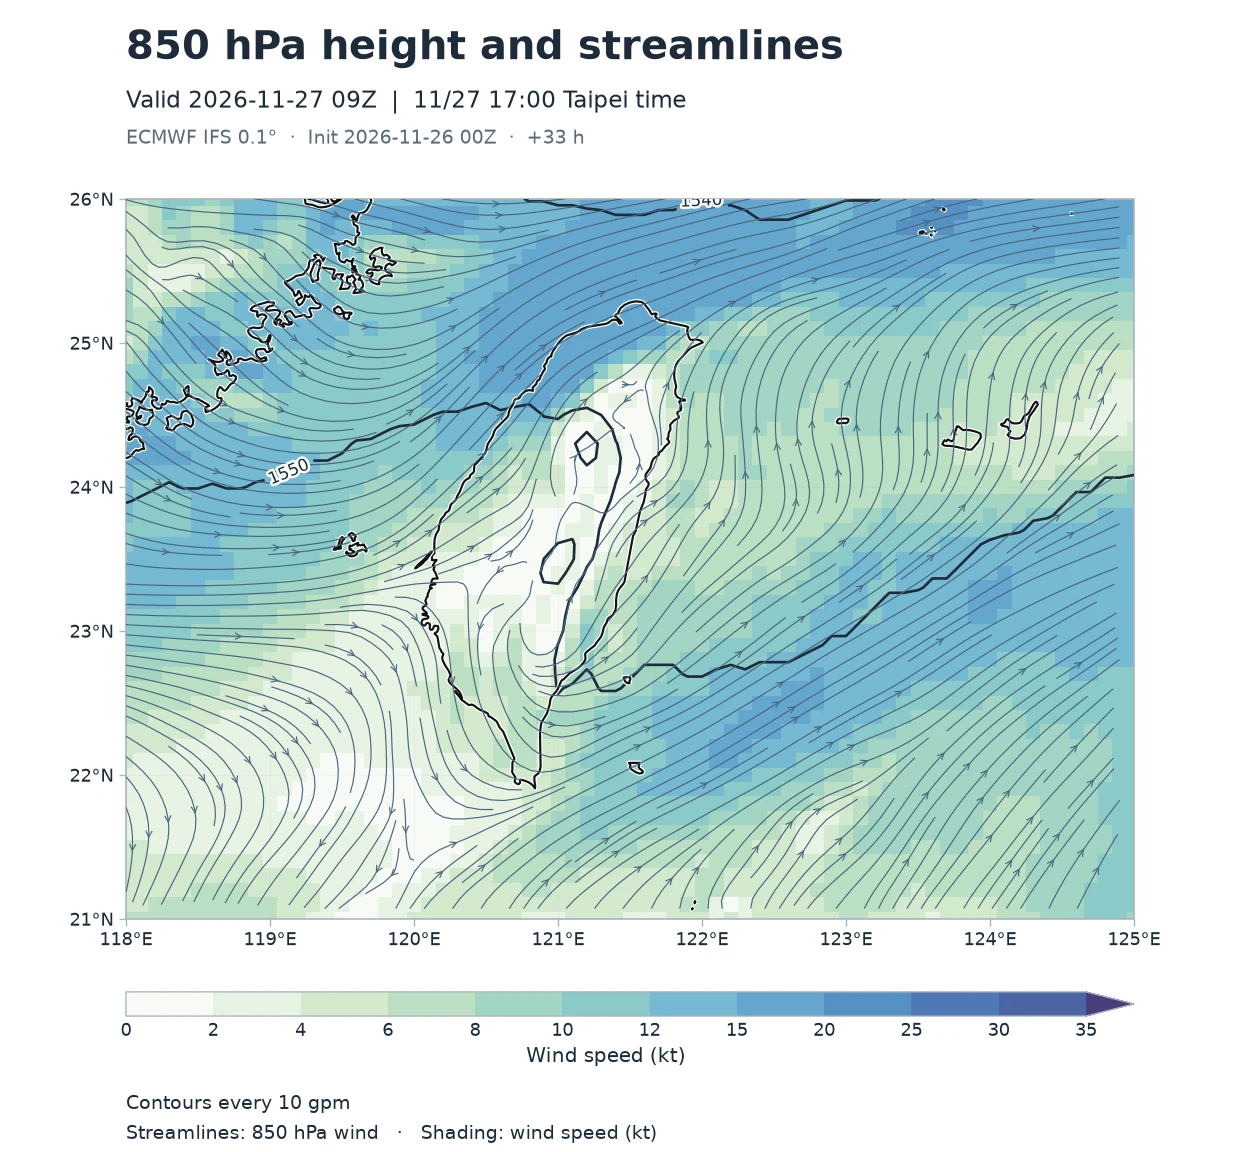 850 hPa height and streamlines
Valid 2026-11-27 09Z | 11/27 17:00 Taipei time
ECMWF IFS 0.1° · Init 2026-11-26 00Z · +33 h
26°N
1540
25°N
1550
24°N
23°N
22°N
21°N
118°E 119°E 120°E 121°E 122°E 123°E 124°E 125°E
0 2 4 6 8 10 12 15 20 25 30 35
Wind speed (kt)
Contours every 10 gpm
Streamlines: 850 hPa wind · Shading: wind speed (kt)